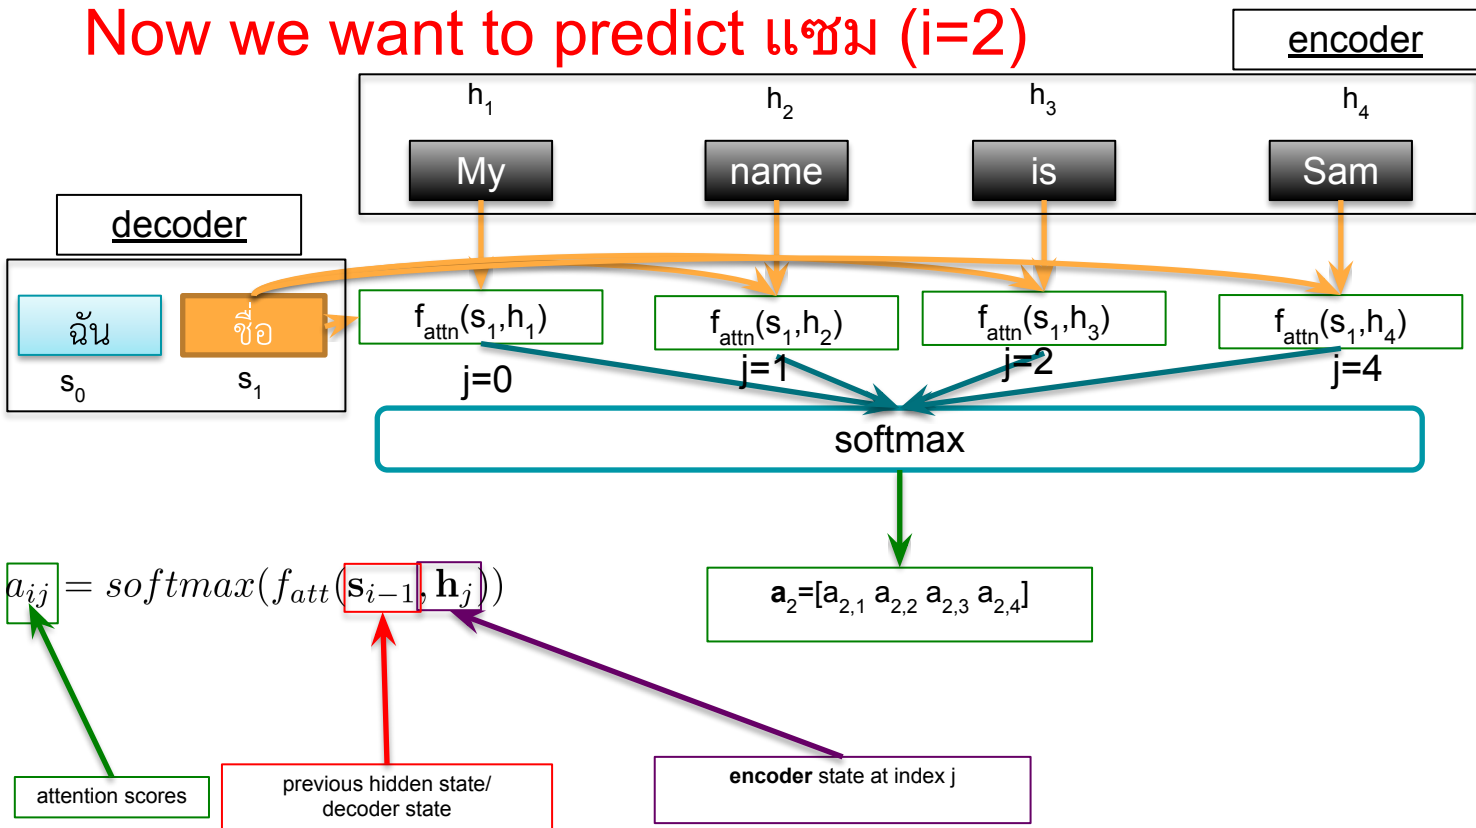 Now we want to predict แซม (i=2)
encoder
h1 h2 h3 h4
My name is Sam
decoder
ฉัน ชื่อ
s0 s1
fattn(s1,h1) fattn(s1,h2) fattn(s1,h3) fattn(s1,h4)
j=0 j=1 j=2 j=4
softmax
aij = softmax(fatt(si−1, hj))
a2=[a2,1 a2,2 a2,3 a2,4]
attention scores
previous hidden state/
decoder state
encoder state at index j